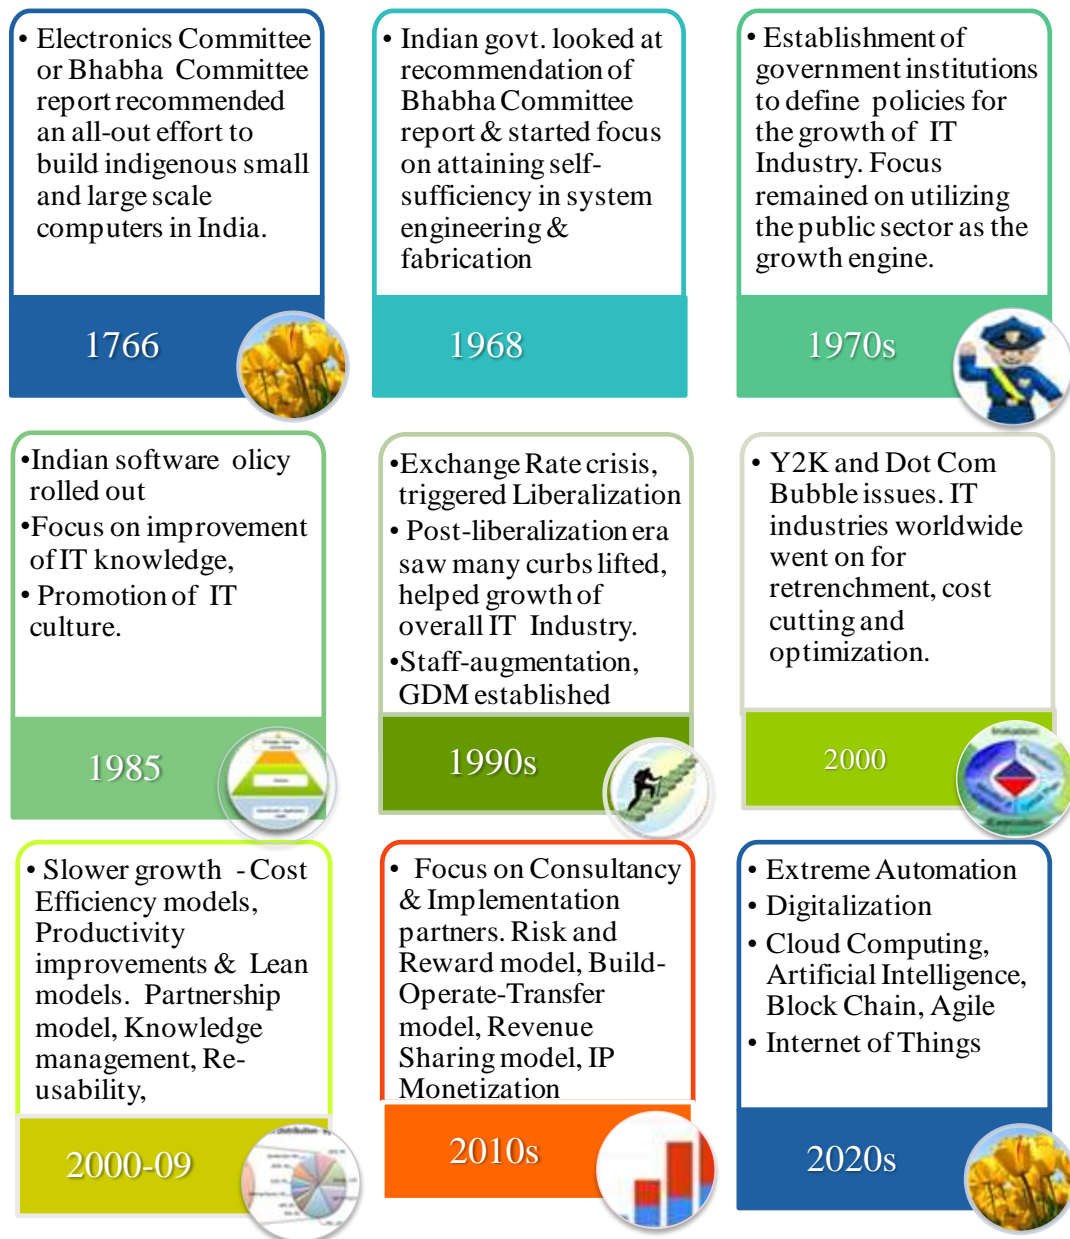 • Electronics Committee
or Bhabha Committee
report recommended
an all-out effort to
build indigenous small
and large scale
computers in India.
1766
• Indian govt. looked at
recommendation of
Bhabha Committee
report & started focus
on attaining self-
sufficiency in system
engineering &
fabrication
1968
• Establishment of
government institutions
to define policies for
the growth of IT
Industry. Focus
remained on utilizing
the public sector as the
growth engine.
1970s
•Indian software olicy
rolled out
•Focus on improvement
of IT knowledge,
• Promotion of IT
culture.
1985
•Exchange Rate crisis,
triggered Liberalization
• Post-liberalization era
saw many curbs lifted,
helped growth of
overall IT Industry.
•Staff-augmentation,
GDM established
1990s
• Y2K and Dot Com
Bubble issues. IT
industries worldwide
went on for
retrenchment, cost
cutting and
optimization.
2000
Initiation
Execution
• Slower growth - Cost
Efficiency models,
Productivity
improvements & Lean
models. Partnership
model, Knowledge
management, Re-
usability,
2000-09
• Focus on Consultancy
& Implementation
partners. Risk and
Reward model, Build-
Operate-Transfer
model, Revenue
Sharing model, IP
Monetization
2010s
• Extreme Automation
• Digitalization
• Cloud Computing,
Artificial Intelligence,
Block Chain, Agile
• Internet of Things
2020s